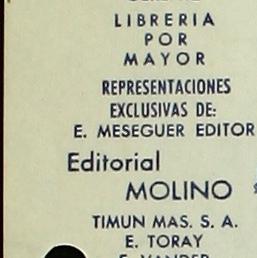 LIBRERIA
POR
MAYOR
REPRESENTACIONES
EXCLUSIVAS DE:
E. MESEGUER EDITOR
Editorial
MOLINO
TIMUN MAS. S. A.
E. TORAY